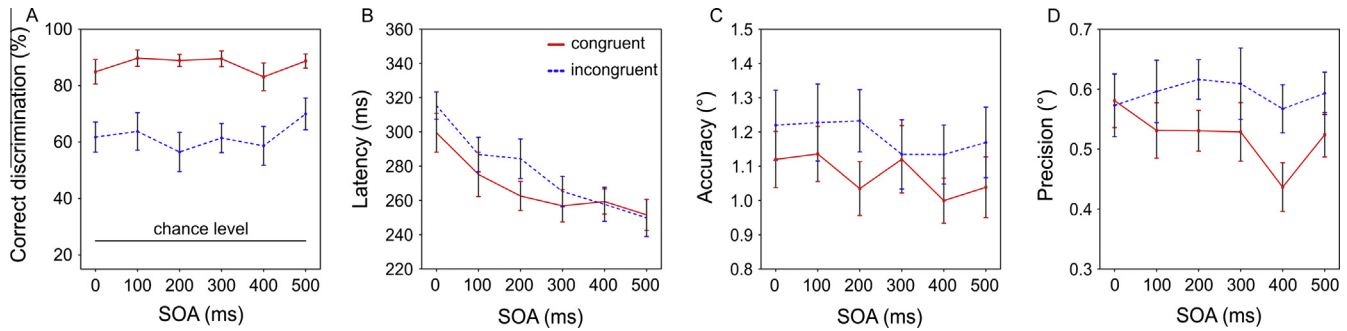 A
Correct discrimination (%)
100
80
60
40
20
chance level
0 100 200 300 400 500
SOA (ms)
B
Latency (ms)
360
340
320
300
280
260
240
220
congruent
incongruent
0 100 200 300 400 500
SOA (ms)
C
Accuracy (°)
1.5
1.4
1.3
1.2
1.1
1.0
0.9
0.8
0 100 200 300 400 500
SOA (ms)
D
Precision (°)
0.7
0.6
0.5
0.4
0.3
0 100 200 300 400 500
SOA (ms)